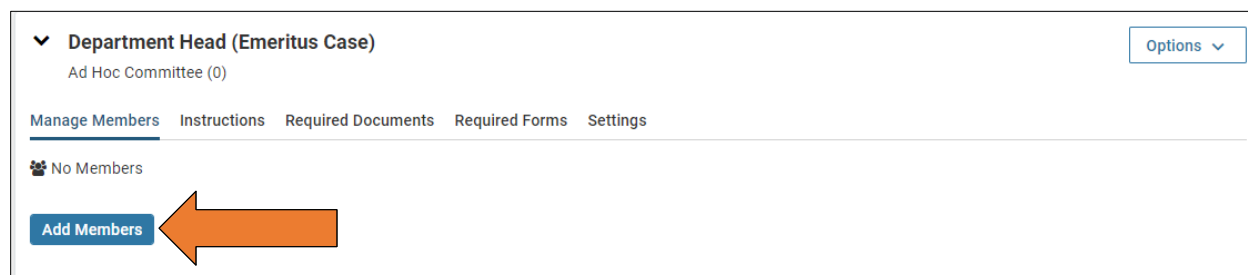 Department Head (Emeritus Case)
Options
Ad Hoc Committee (0)
Manage Members Instructions Required Documents Required Forms Settings
No Members
Add Members